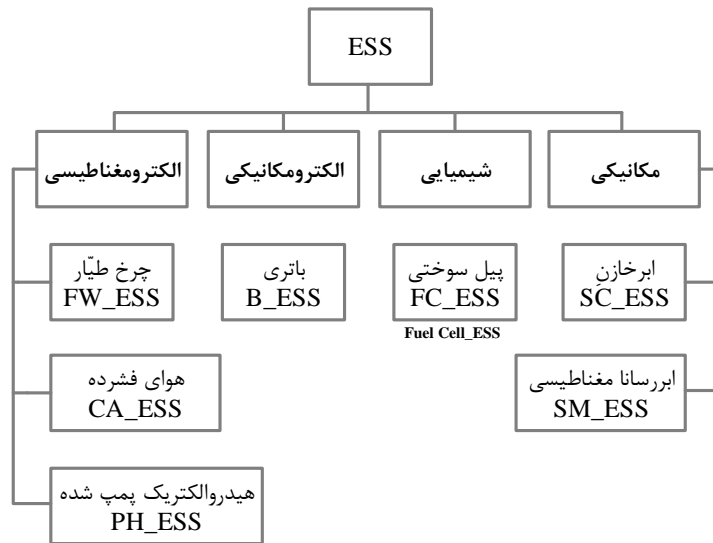 ESS
مکانیکی
شیمیایی
الکترومکانیکی
الکترومغناطیسی
ابرخازن
SC_ESS
پیل سوختی
FC_ESS
Fuel Cell_ESS
باتری
B_ESS
چرخ طیّار
FW_ESS
ابررسانا مغناطیسی
SM_ESS
هوای فشرده
CA_ESS
هیدروالکتریک پمپ شده
PH_ESS